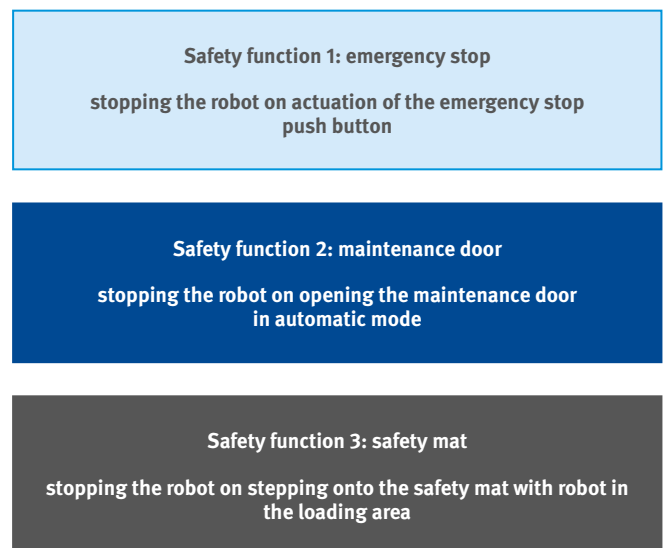 Safety function 1: emergency stop
stopping the robot on actuation of the emergency stop
push button
Safety function 2: maintenance door
stopping the robot on opening the maintenance door
in automatic mode
Safety function 3: safety mat
stopping the robot on stepping onto the safety mat with robot in
the loading area